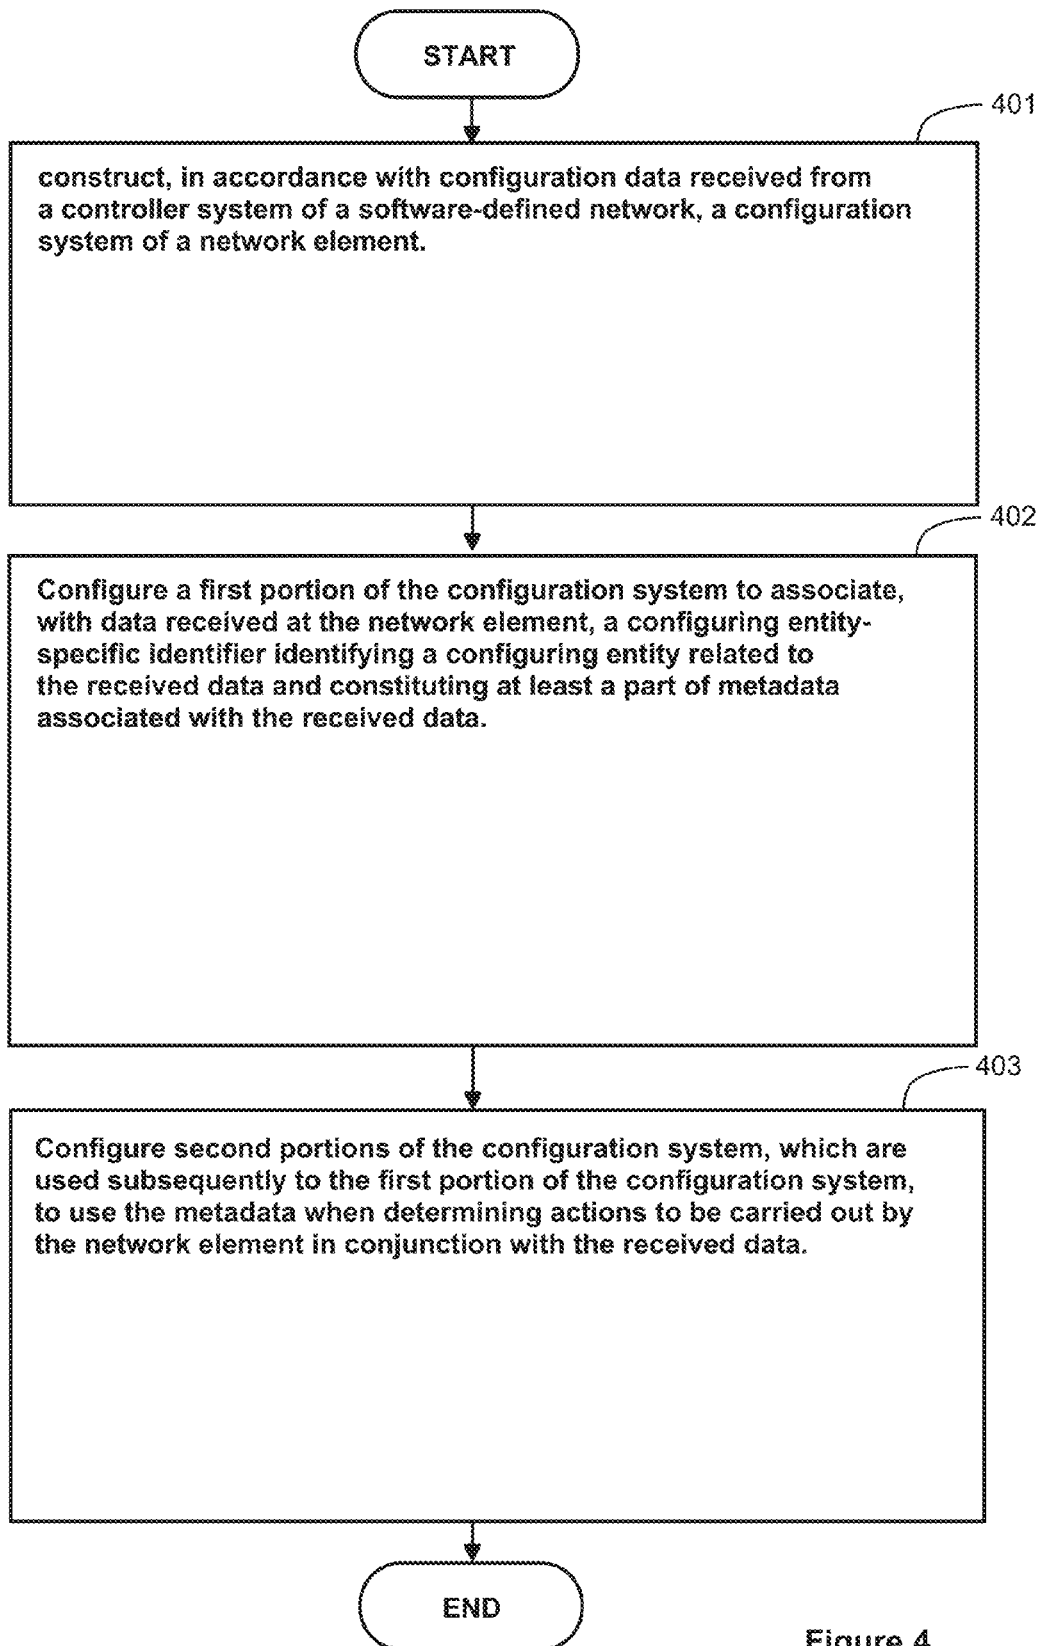 START
401
construct, in accordance with configuration data received from
a controller system of a software-defined network, a configuration
system of a network element.
402
Configure a first portion of the configuration system to associate,
with data received at the network element, a configuring entity-
specific identifier identifying a configuring entity related to
the received data and constituting at least a part of metadata
associated with the received data.
403
Configure second portions of the configuration system, which are
used subsequently to the first portion of the configuration system,
to use the metadata when determining actions to be carried out by
the network element in conjunction with the received data.
END
Figure 4